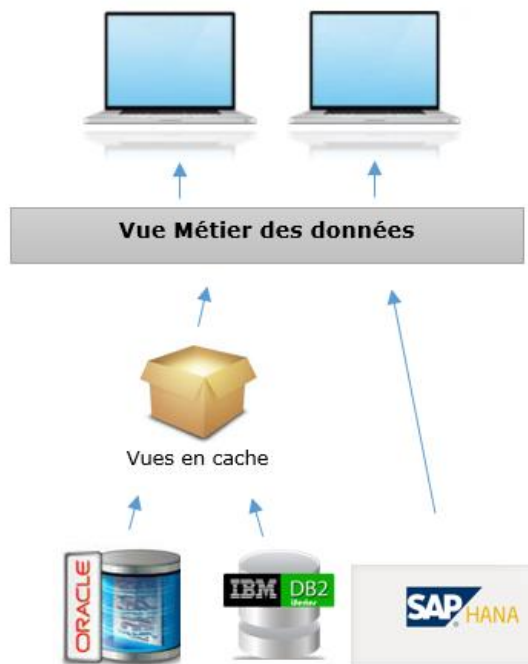 Vue Métier des données
Vues en cache
ORACLE
IBM DB2
SAP HANA